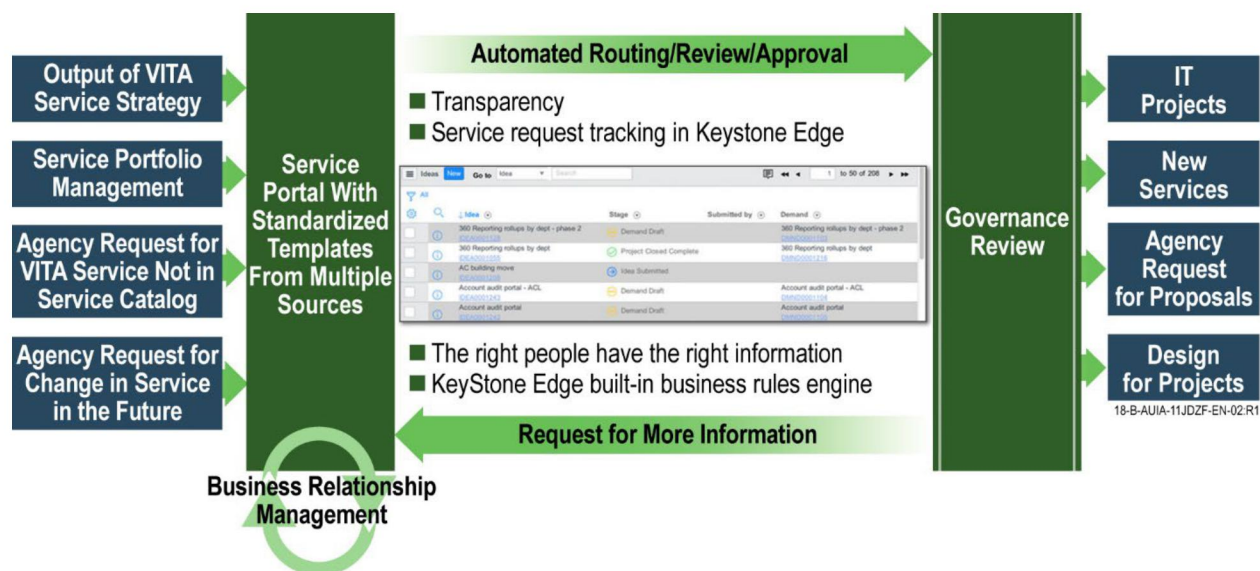 Output of VITA
Service Strategy
Service Portfolio
Management
Agency Request for
VITA Service Not in
Service Catalog
Agency Request for
Change in Service
in the Future
Service
Portal With
Standardized
Templates
From Multiple
Sources
Business Relationship
Management
Automated Routing/Review/Approval
■ Transparency
■ Service request tracking in Keystone Edge
Ideas New Go to Idea Search 1 to 50 of 208
All
Idea Stage Submitted by Demand
360 Reporting rollups by dept - phase 2 Demand Draft 360 Reporting rollups by dept - phase 2
360 Reporting rollups by dept Project Closed Complete 360 Reporting rollups by dept
AC building move Idea Submitted
Account audit portal - ACL Demand Draft Account audit portal - ACL
Account audit portal Demand Draft Account audit portal
■ The right people have the right information
■ KeyStone Edge built-in business rules engine
Request for More Information
Governance
Review
IT
Projects
New
Services
Agency
Request
for Proposals
Design
for Projects
18-B-AUIA-11JDZF-EN-02:R1